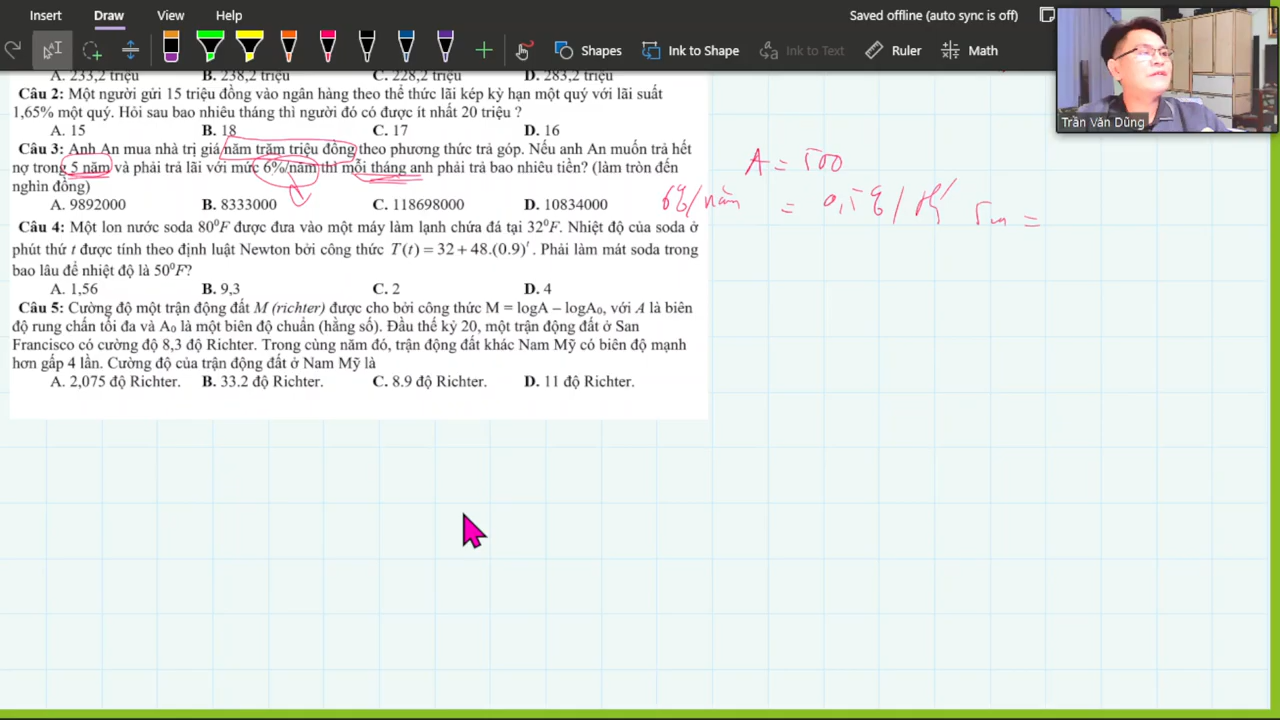 Insert Draw View Help Saved offline (auto sync is off)
Shapes Ink to Shape Ink to Text Ruler Math
A. 233,2 triệu B. 238,2 triệu C. 228,2 triệu D. 283,2 triệu
Câu 2: Một người gửi 15 triệu đồng vào ngân hàng theo thể thức lãi kép kỳ hạn một quý với lãi suất
1,65% một quý. Hỏi sau bao nhiêu tháng thì người đó có được ít nhất 20 triệu ?
A. 15 B. 18 C. 17 D. 16
Câu 3: Anh An mua nhà trị giá năm trăm triệu đồng theo phương thức trả góp. Nếu anh An muốn trả hết
nợ trong 5 năm và phải trả lãi với mức 6%/năm thì mỗi tháng anh phải trả bao nhiêu tiền? (làm tròn đến
nghìn đồng)
A. 9892000 B. 8333000 C. 118698000 D. 10834000
Câu 4: Một lon nước soda 80⁰F được đưa vào một máy làm lạnh chứa đá tại 32⁰F. Nhiệt độ của soda ở
phút thứ t được tính theo định luật Newton bởi công thức T(t) = 32 + 48.(0.9)ᵗ. Phải làm mát soda trong
bao lâu để nhiệt độ là 50⁰F?
A. 1,56 B. 9,3 C. 2 D. 4
Câu 5: Cường độ một trận động đất M (richter) được cho bởi công thức M = logA – logA₀, với A là biên
độ rung chấn tối đa và A₀ là một biên độ chuẩn (hằng số). Đầu thế kỷ 20, một trận động đất ở San
Francisco có cường độ 8,3 độ Richter. Trong cùng năm đó, trận động đất khác Nam Mỹ có biên độ mạnh
hơn gấp 4 lần. Cường độ của trận động đất ở Nam Mỹ là
A. 2,075 độ Richter. B. 33.2 độ Richter. C. 8.9 độ Richter. D. 11 độ Richter.
A = 500
6%/năm = 0,5%/th 5n =
Trần Văn Dũng